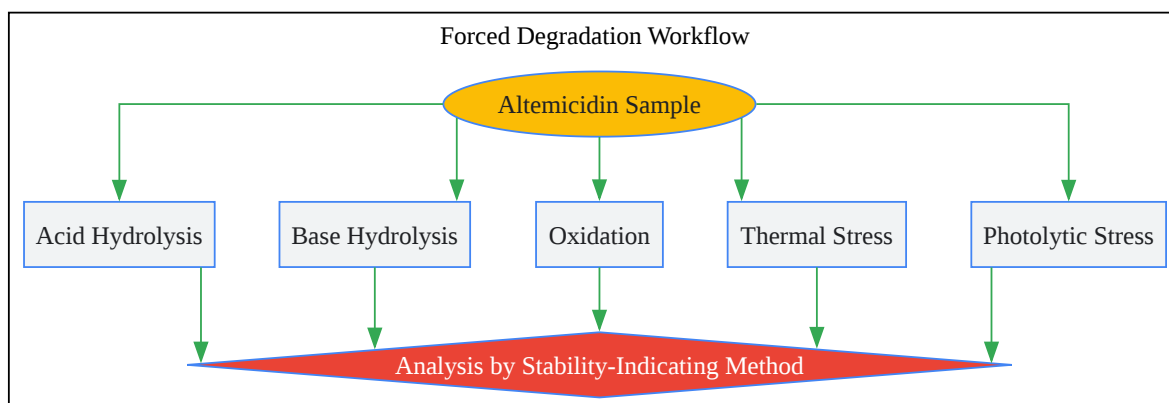 Forced Degradation Workflow
Altemicidin Sample
Acid Hydrolysis
Base Hydrolysis
Oxidation
Thermal Stress
Photolytic Stress
Analysis by Stability-Indicating Method